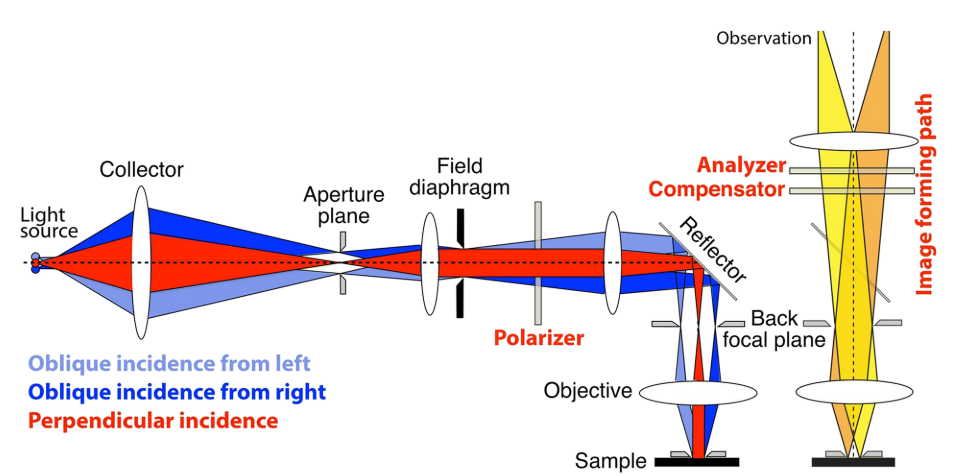 Observation
Collector
Field
diaphragm
Aperture
plane
Light
source
Analyzer
Compensator
Image forming path
Reflector
Polarizer
Back
focal plane
Oblique incidence from left
Oblique incidence from right
Perpendicular incidence
Objective
Sample